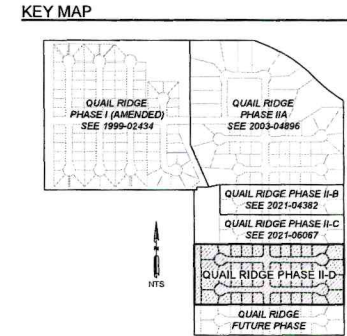 KEY MAP
QUAIL RIDGE
PHASE I (AMENDED)
SEE 1999-02434
QUAIL RIDGE
PHASE IIA
SEE 2003-04896
QUAIL RIDGE PHASE II-B
SEE 2021-04382
QUAIL RIDGE PHASE II-C
SEE 2021-06067
NTS
QUAIL RIDGE PHASE II-D
QUAIL RIDGE
FUTURE PHASE